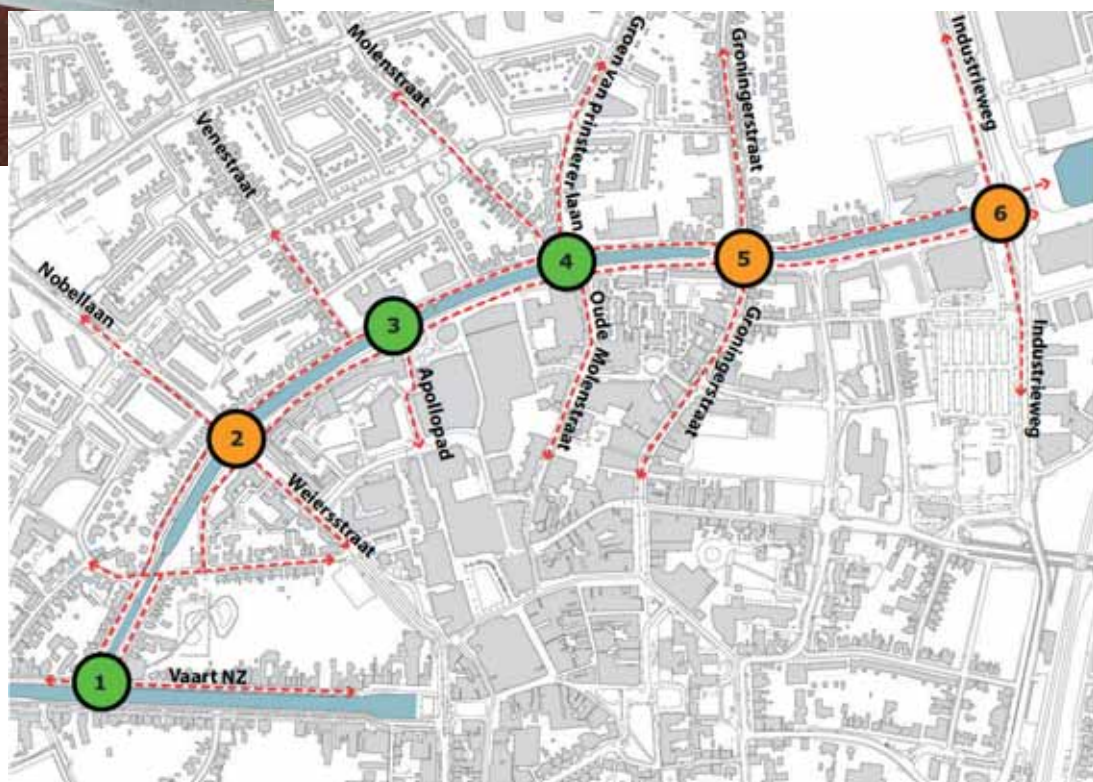 Molenstraat
Groen van Prinsterer laan
Groningerstraat
Industrieweg
Venestraat
6
5
4
Nobellaan
3
Oude Molenstraat
Groningerstraat
Industrieweg
Apollopad
2
Weiersstraat
1
Vaart NZ